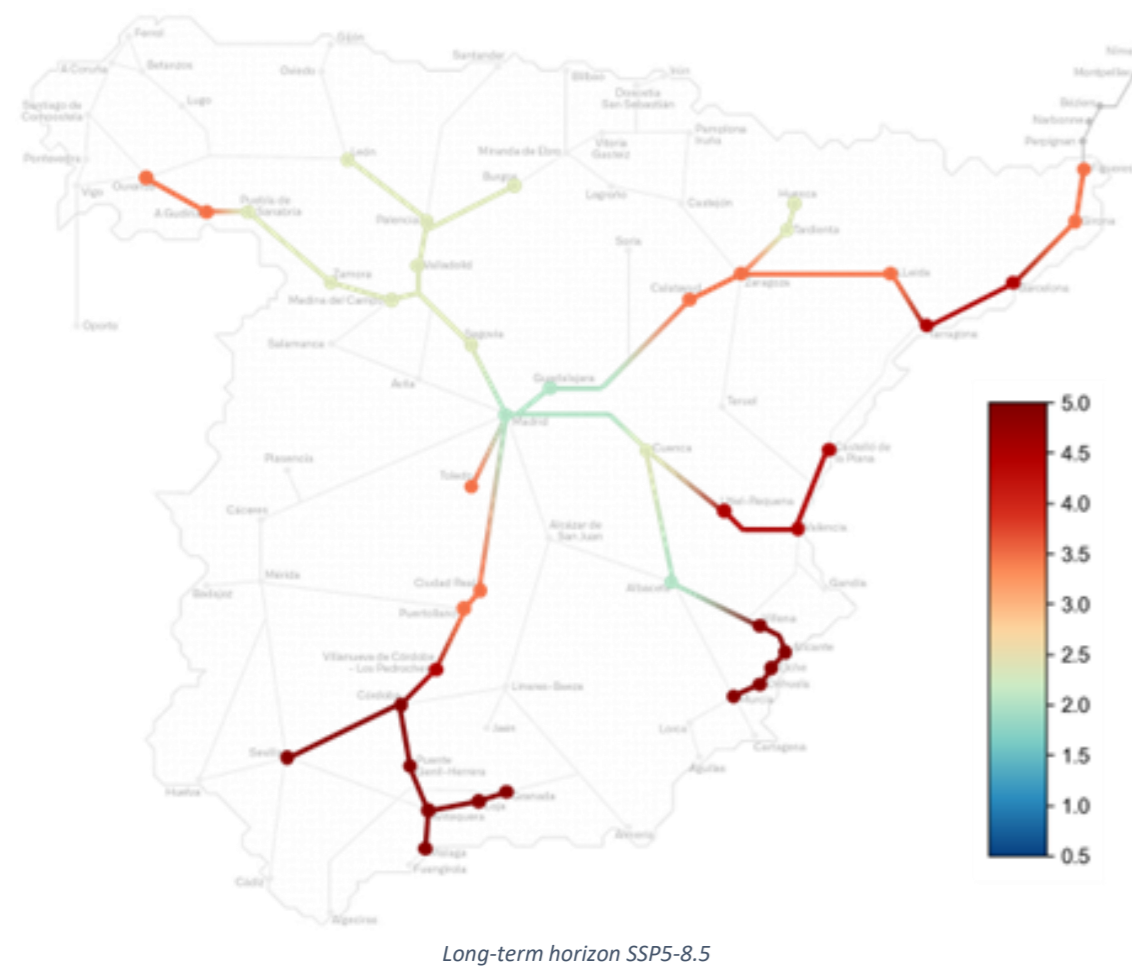 Ferrol
Gijón
A Coruña
Betanzos
Oviedo
Santander
Bilbao
Irún
Donostia
San Sebastián
Montpellier
Béziers
Narbonne
Perpignan
Santiago de
Compostela
Lugo
Vitoria
Gasteiz
Pamplona
Iruña
Pontevedra
León
Miranda de Ebro
Vigo
Burgos
Logroño
Castejón
Huesca
Figueres
A Gudiña
Puebla de
Sanabria
Palencia
Tardienta
Girona
Soria
Valladolid
Zamora
Medina del Campo
Calatayud
Zaragoza
Lleida
Barcelona
Oporto
Tarragona
Salamanca
Segovia
Ávila
Guadalajara
Teruel
Madrid
5.0
4.5
4.0
3.5
3.0
2.5
2.0
1.5
1.0
0.5
Plasencia
Toledo
Cuenca
Castelló de
la Plana
Cáceres
Utiel-Requena
València
Alcázar de
San Juan
Mérida
Badajoz
Ciudad Real
Albacete
Gandia
Puertollano
Villena
Villanueva de Córdoba
- Los Pedroches
Alicante
Elche
Orihuela
Murcia
Córdoba
Linares-Baeza
Jaén
Lorca
Cartagena
Águilas
Sevilla
Puente
Genil-Herrera
Huelva
Granada
Loja
Antequera
Almería
Málaga
Fuengirola
Cádiz
Algeciras
Long-term horizon SSP5-8.5